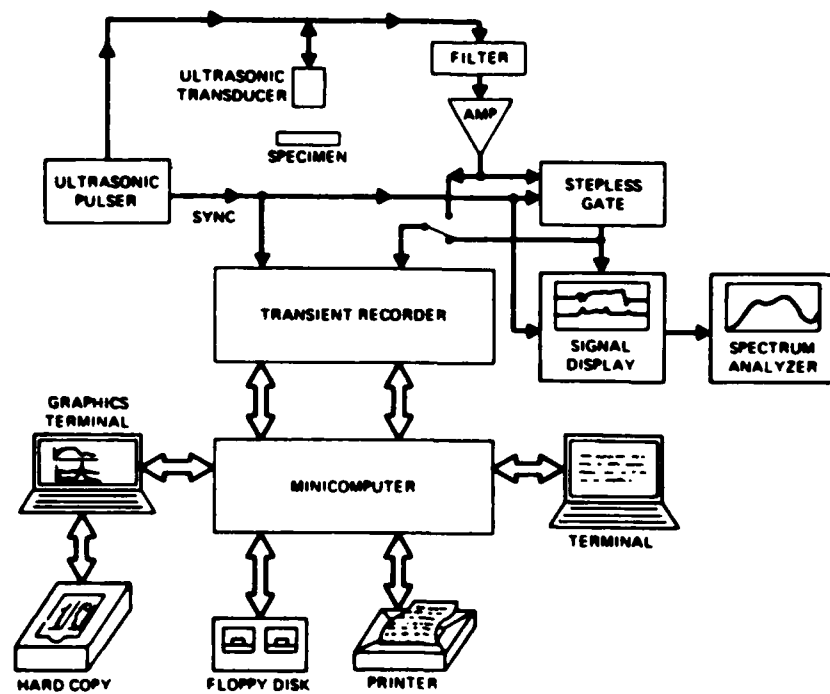 FILTER
ULTRASONIC
TRANSDUCER
AMP
SPECIMEN
ULTRASONIC
PULSER
SYNC
STEPLESS
GATE
TRANSIENT RECORDER
SIGNAL
DISPLAY
SPECTRUM
ANALYZER
GRAPHICS
TERMINAL
MINICOMPUTER
TERMINAL
HARD COPY
FLOPPY DISK
PRINTER